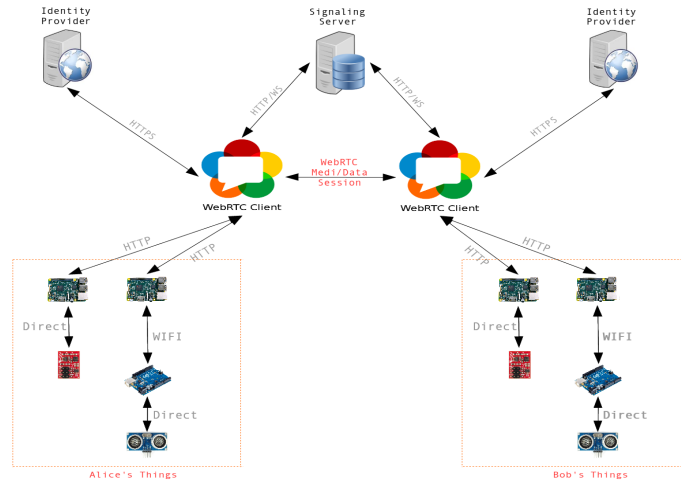 Identity
Provider
Signaling
Server
Identity
Provider
HTTPS
HTTP/WS
HTTP/WS
HTTPS
WebRTC
Medi/Data
Session
WebRTC Client
WebRTC Client
HTTP
HTTP
HTTP
HTTP
Direct
WIFI
Direct
WIFI
Direct
Direct
Alice's Things
Bob's Things